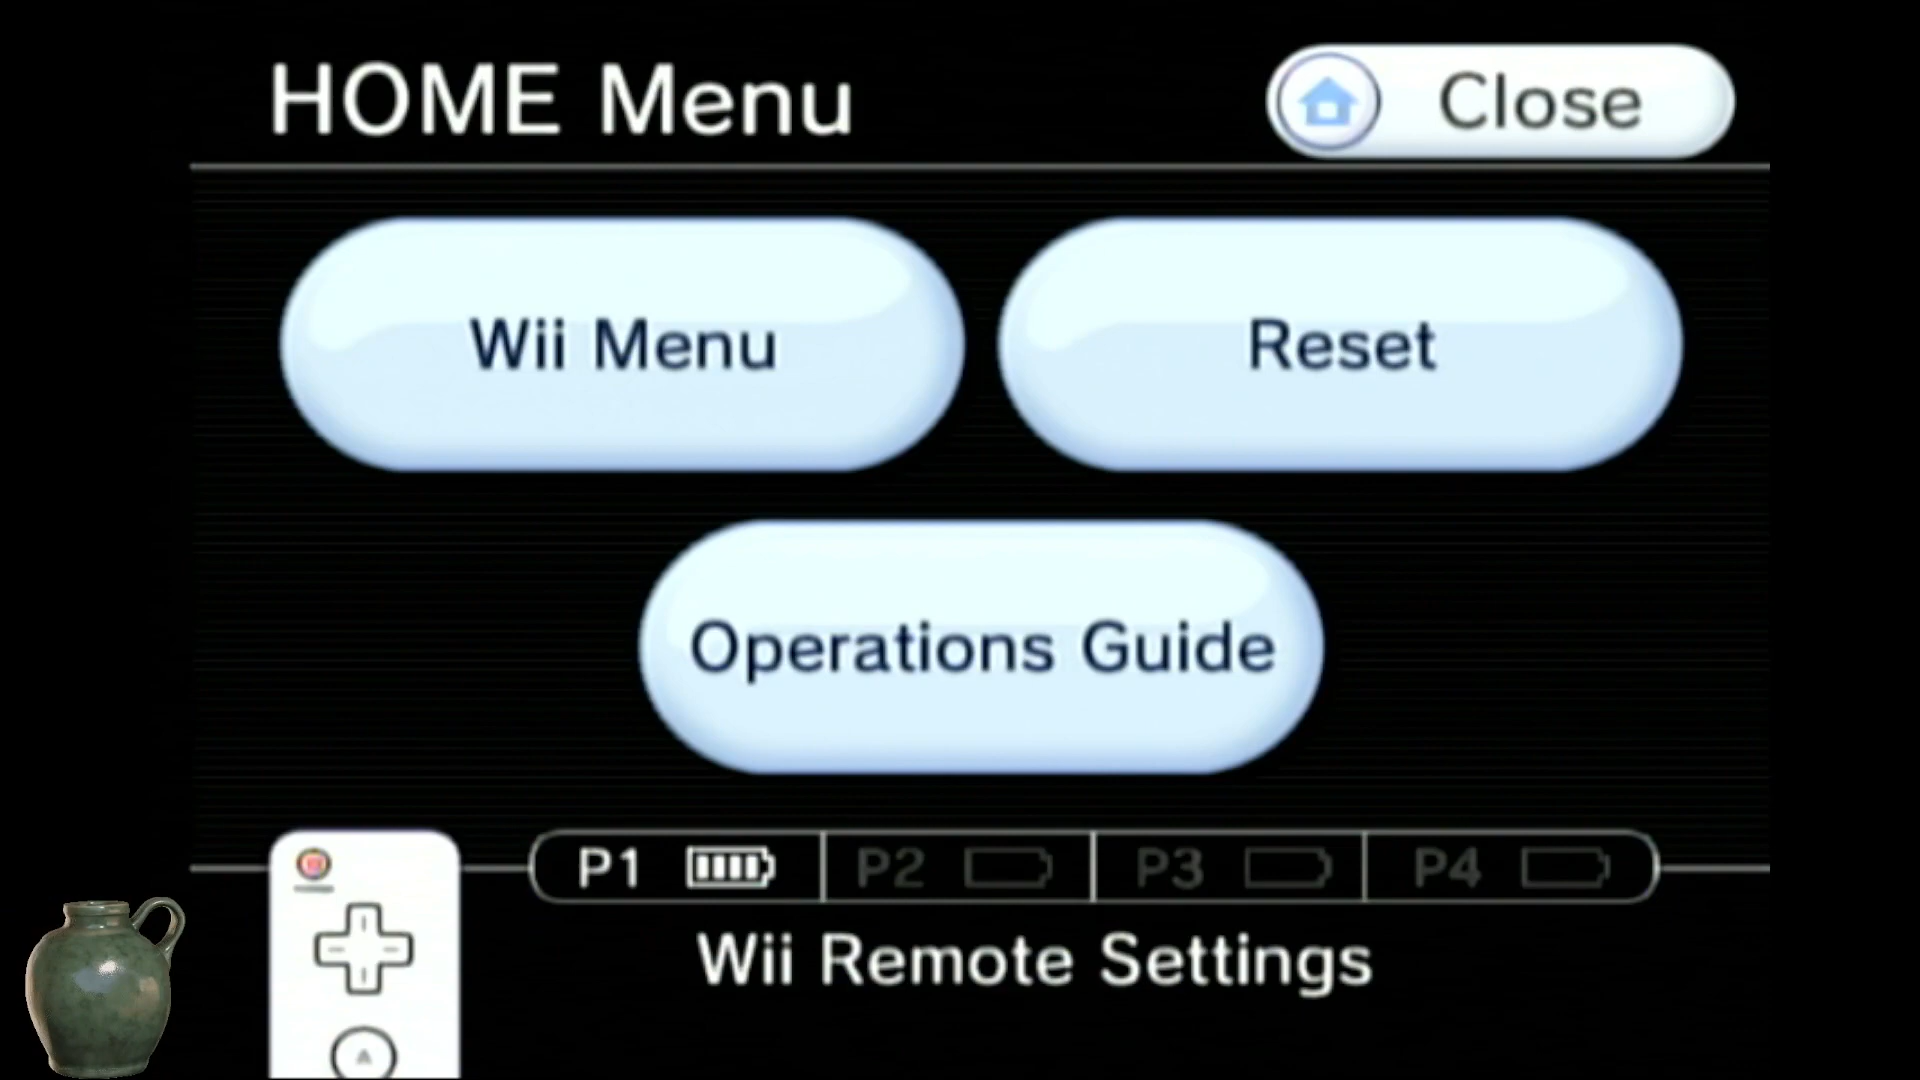 HOME Menu
Close
Wii Menu
Reset
Operations Guide
P1 P2 P3 P4
Wii Remote Settings
A